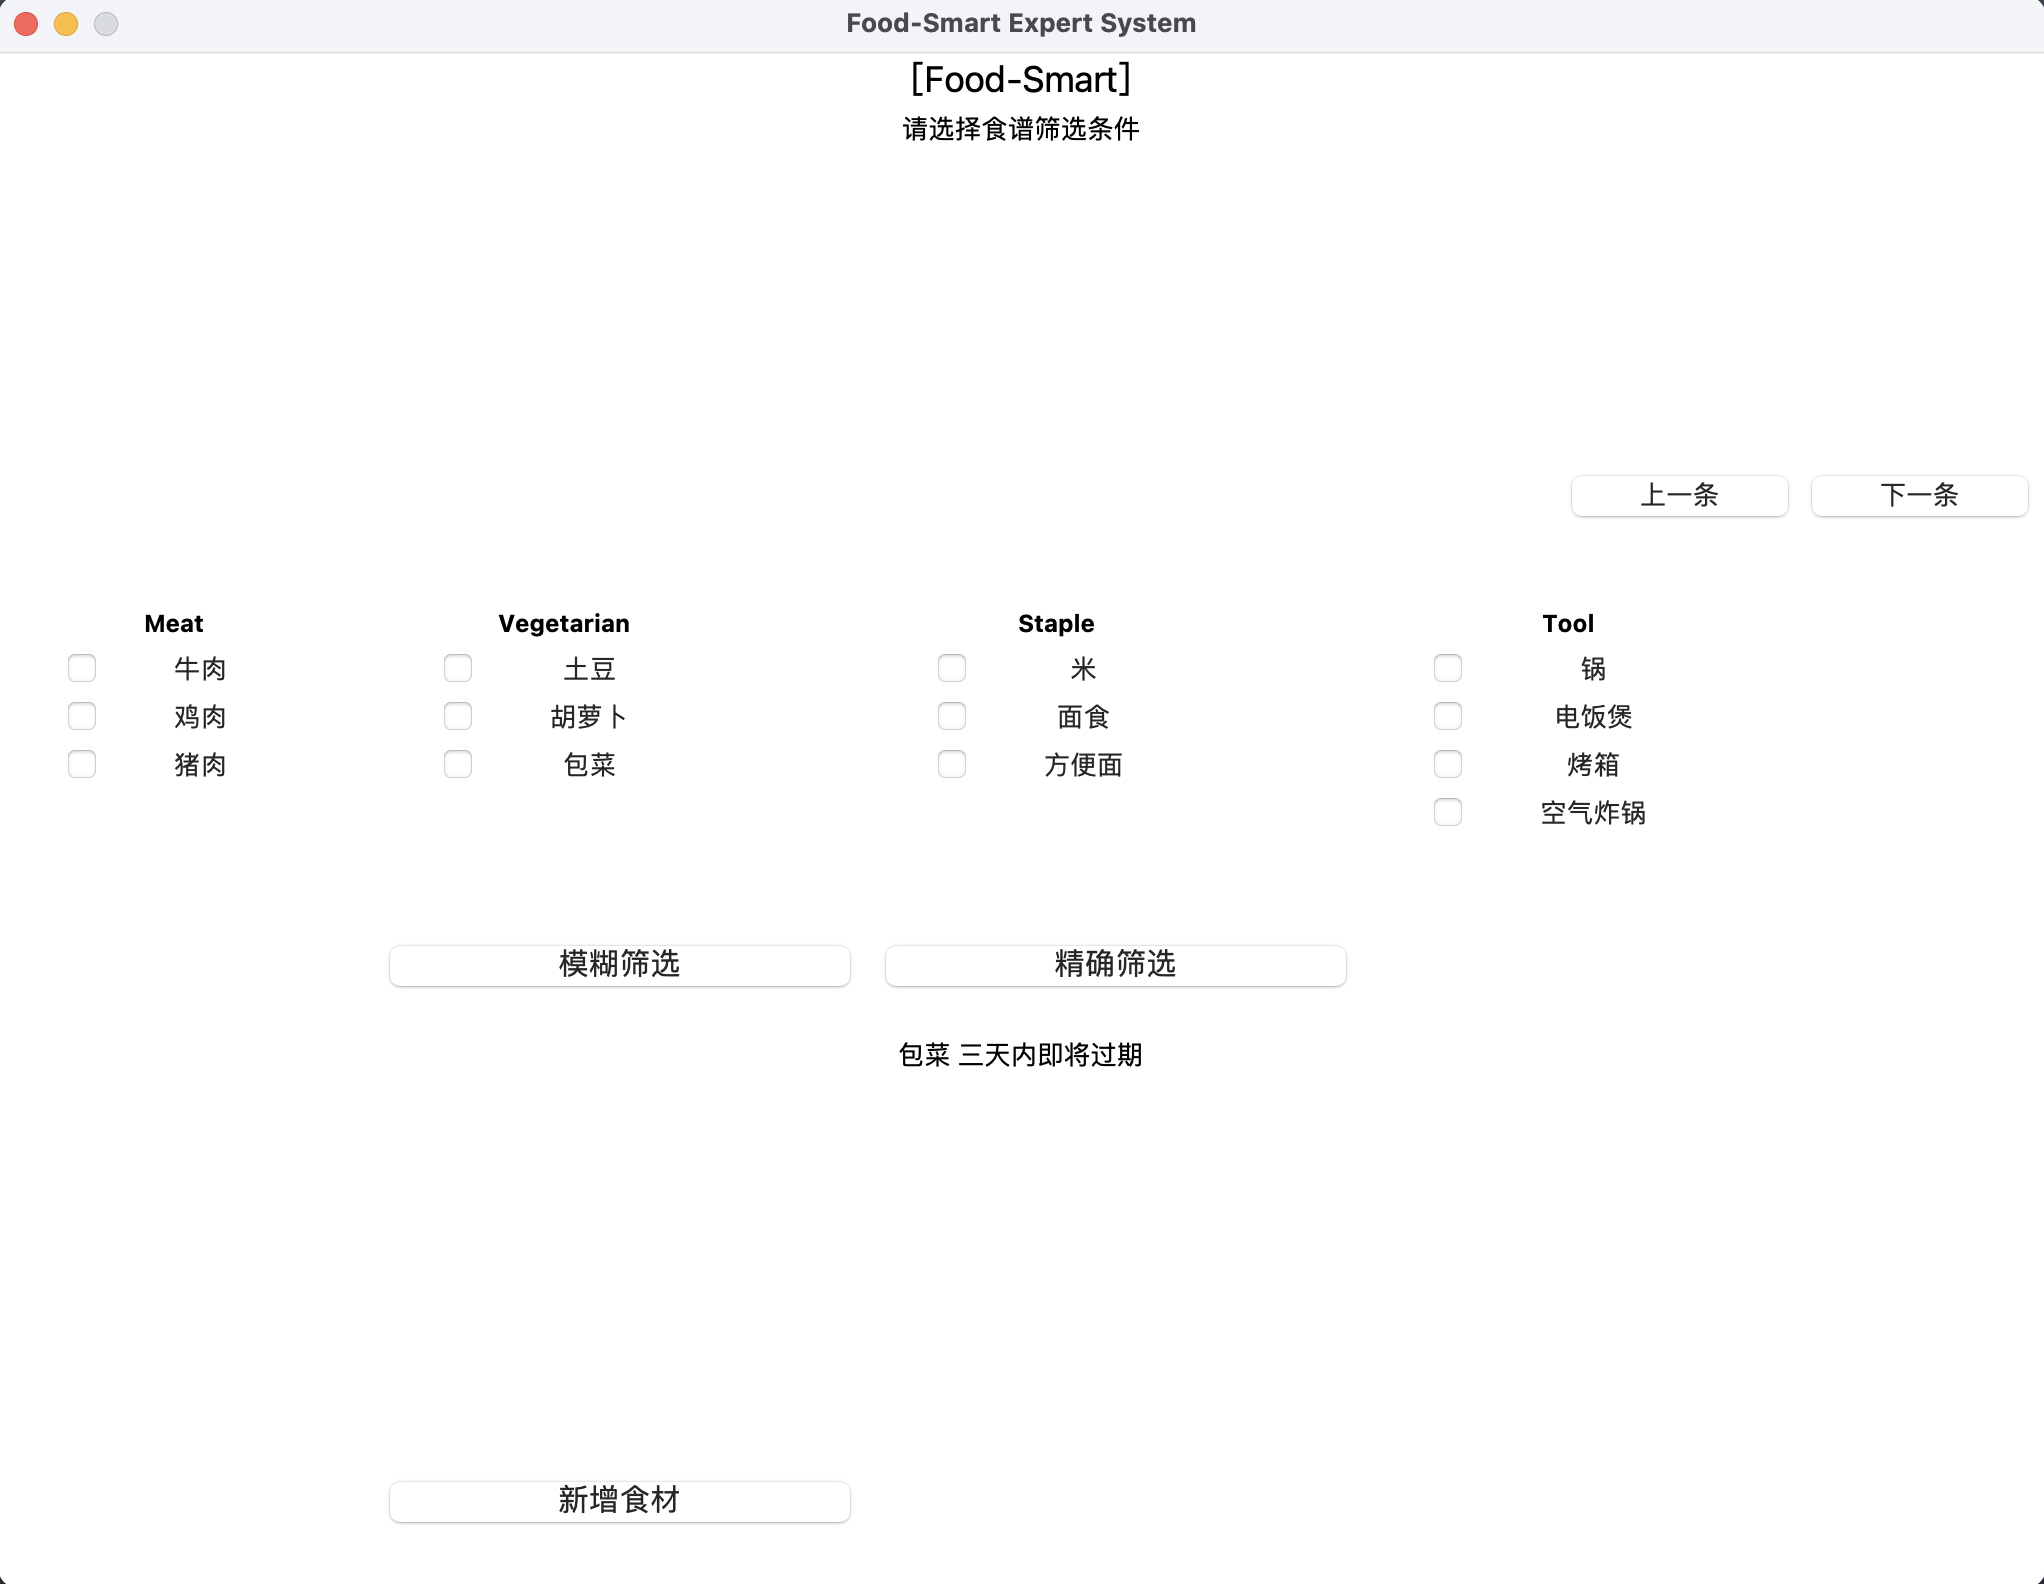 Food-Smart Expert System
[Food-Smart]
请选择食谱筛选条件
上一条 下一条
Meat Vegetarian Staple Tool
牛肉 土豆 米 锅
鸡肉 胡萝卜 面食 电饭煲
猪肉 包菜 方便面 烤箱
空气炸锅
模糊筛选 精确筛选
包菜 三天内即将过期
新增食材